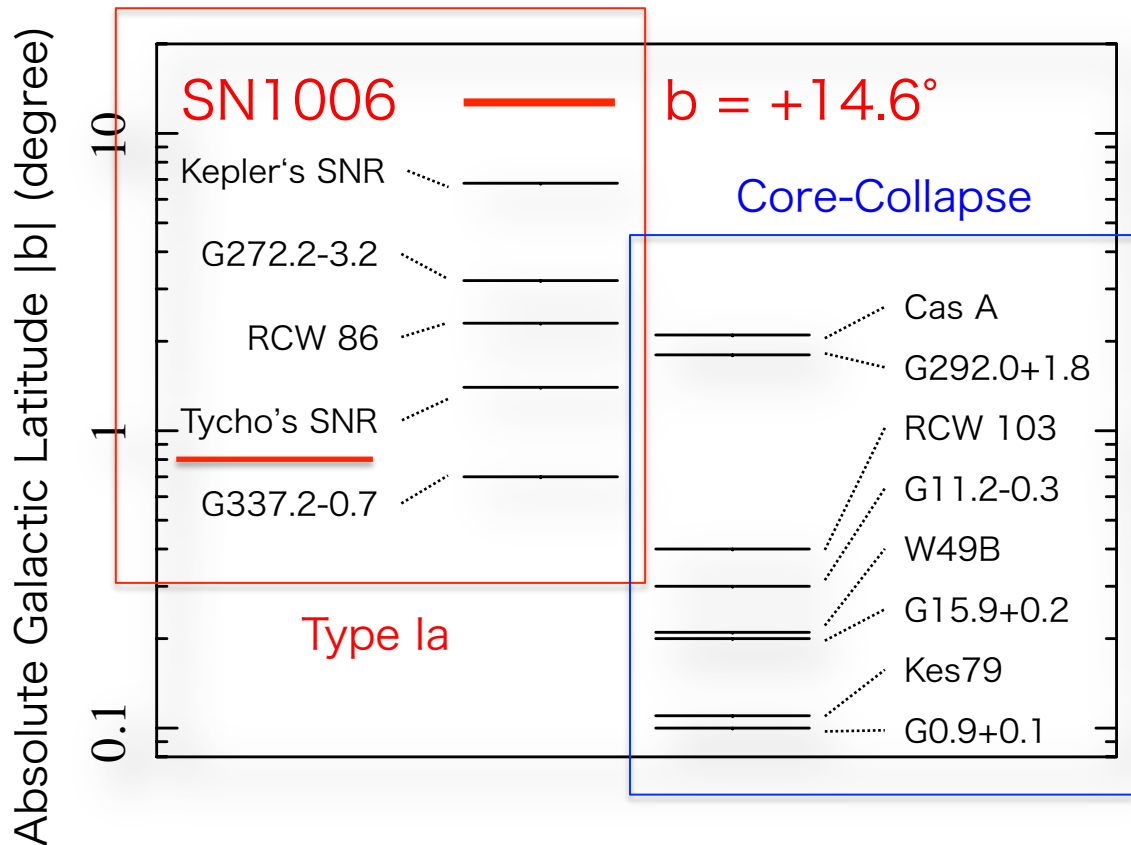 Absolute Galactic Latitude |b| (degree)
10
1
0.1
SN1006
b = +14.6°
Kepler‘s SNR
G272.2-3.2
RCW 86
Tycho’s SNR
G337.2-0.7
Type Ia
Core-Collapse
Cas A
G292.0+1.8
RCW 103
G11.2-0.3
W49B
G15.9+0.2
Kes79
G0.9+0.1